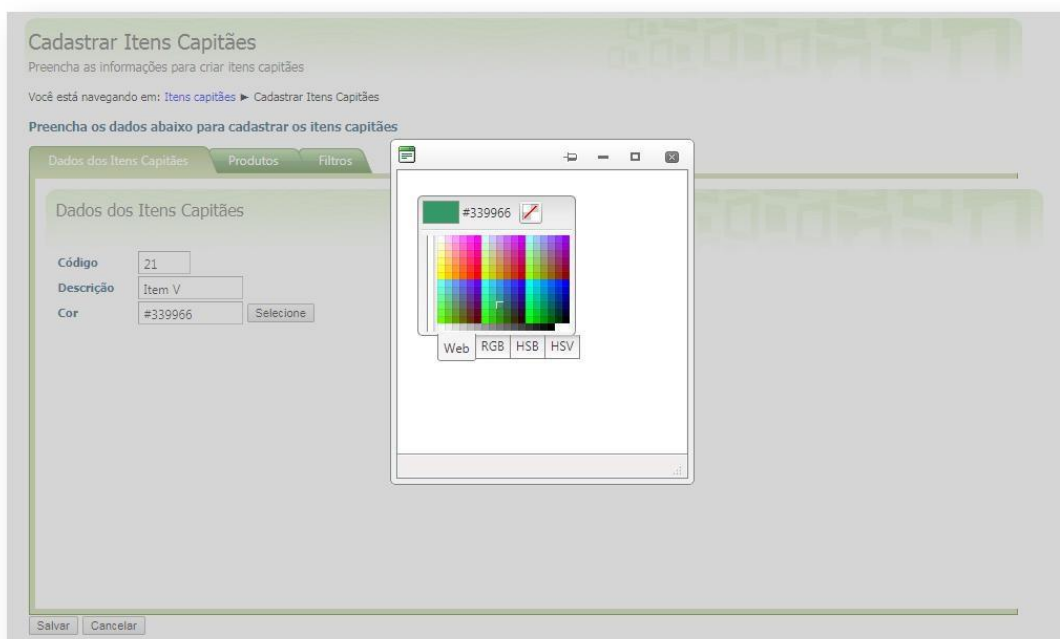 Cadastrar Itens Capitães
Preencha as informações para criar itens capitães
Você está navegando em: Itens capitães ► Cadastrar Itens Capitães
Preencha os dados abaixo para cadastrar os itens capitães
Dados dos Itens Capitães
Produtos
Filtros
Dados dos Itens Capitães
Código 21
Descrição Item V
Cor #339966 Selecione
#339966
Web RGB HSB HSV
Salvar Cancelar